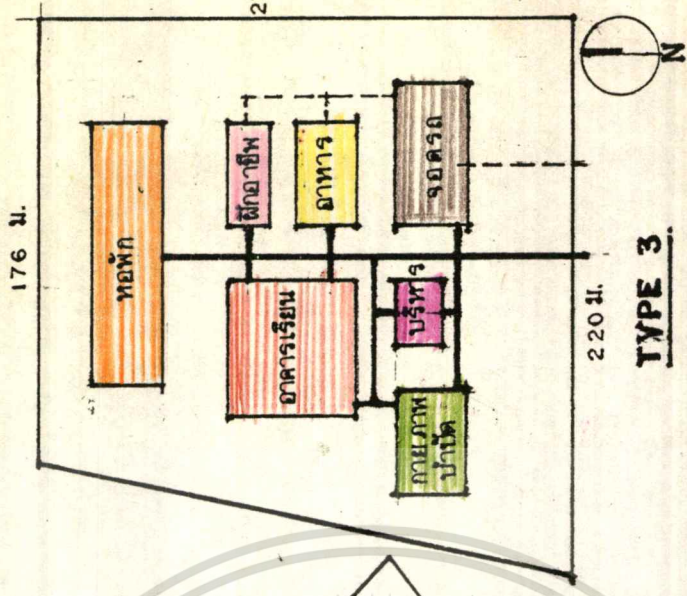 176 ม.
2
N
หอพัก
ฝึกอาชีพ
อาหาร
จอดรถ
อาคารเรียน
บริหาร
กายภาพ
บำบัด
220 ม.
TYPE 3